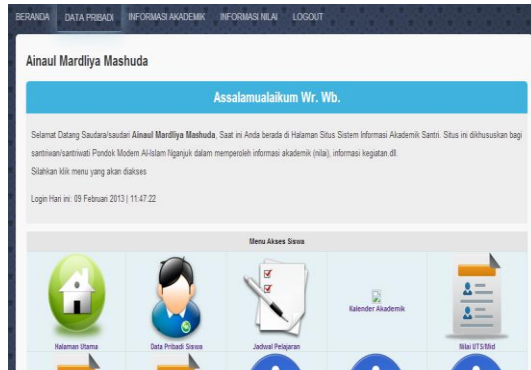 BERANDA DATA PRIBADI INFORMASI AKADEMIK INFORMASI NILAI LOGOUT
Ainaul Mardliya Mashuda
Assalamualaikum Wr. Wb.
Selamat Datang Saudara/saudari Ainaul Mardliya Mashuda, Saat ini Anda berada di Halaman Situs Sistem Informasi Akademik Santri. Situs ini dikhususkan bagi
santriwan/santriwati Pondok Modern Al-Islam Nganjuk dalam memperoleh informasi akademik (nilai), informasi kegiatan.dll.
Silahkan klik menu yang akan diakses
Login Hari ini: 09 Februari 2013 | 11:47:22
Menu Akses Siswa
Halaman Utama Data Pribadi Siswa Jadwal Pelajaran Kalender Akademik Nilai UTS/Mid